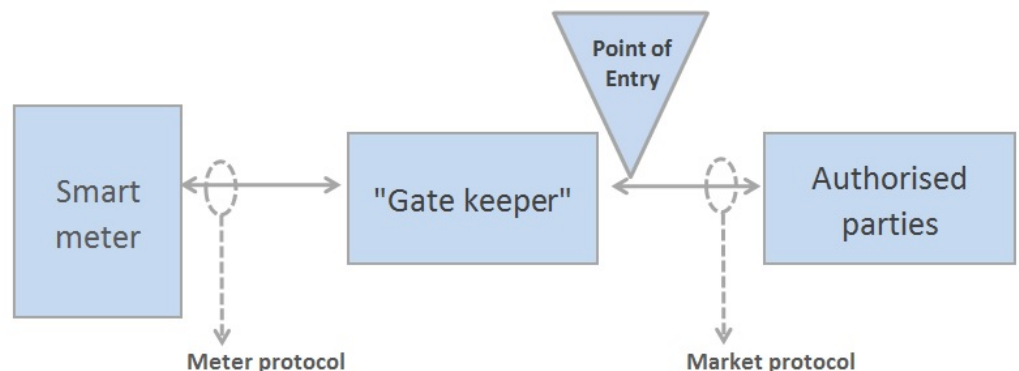 Point of
Entry
Smart
meter
"Gate keeper"
Authorised
parties
Meter protocol
Market protocol